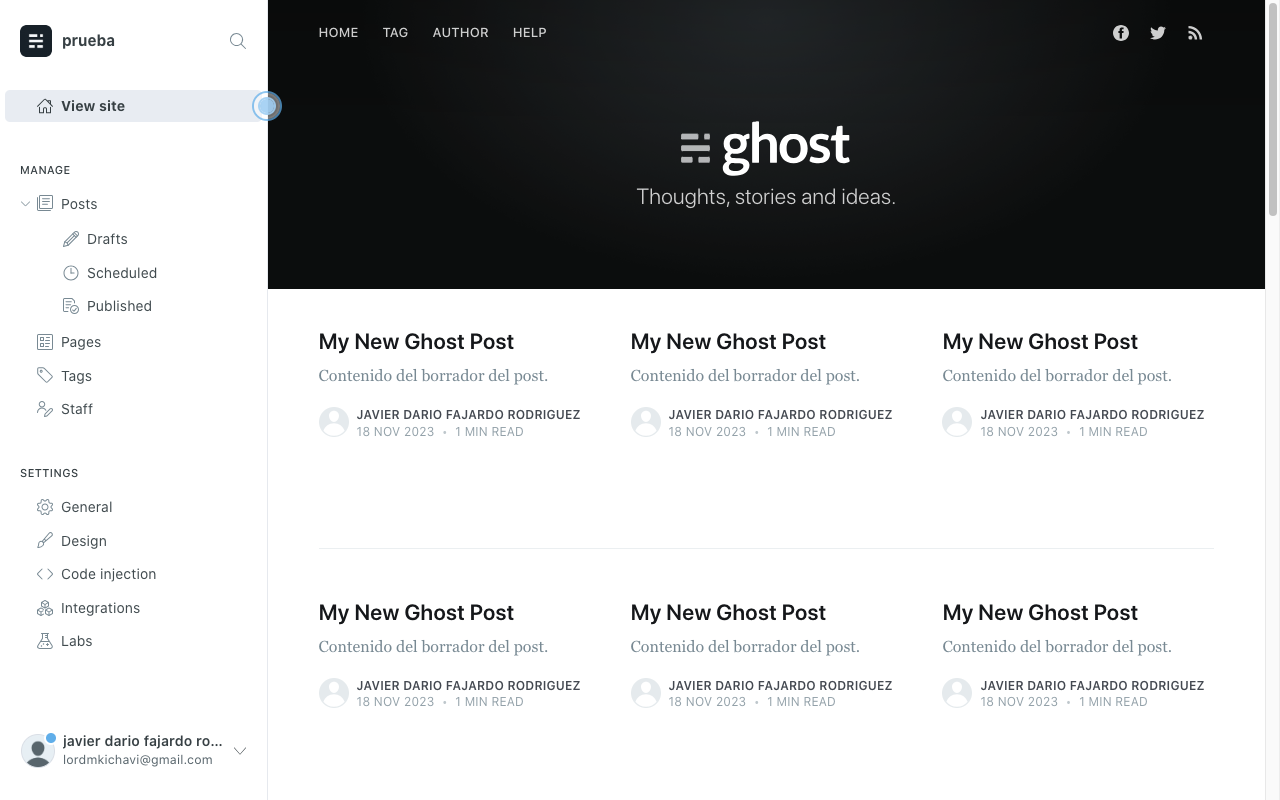 prueba
View site
MANAGE
Posts
Drafts
Scheduled
Published
Pages
Tags
Staff
SETTINGS
General
Design
Code injection
Integrations
Labs
javier dario fajardo ro...
lordmkichavi@gmail.com
HOME TAG AUTHOR HELP
ghost
Thoughts, stories and ideas.
My New Ghost Post
Contenido del borrador del post.
JAVIER DARIO FAJARDO RODRIGUEZ
18 NOV 2023 • 1 MIN READ
My New Ghost Post
Contenido del borrador del post.
JAVIER DARIO FAJARDO RODRIGUEZ
18 NOV 2023 • 1 MIN READ
My New Ghost Post
Contenido del borrador del post.
JAVIER DARIO FAJARDO RODRIGUEZ
18 NOV 2023 • 1 MIN READ
My New Ghost Post
Contenido del borrador del post.
JAVIER DARIO FAJARDO RODRIGUEZ
18 NOV 2023 • 1 MIN READ
My New Ghost Post
Contenido del borrador del post.
JAVIER DARIO FAJARDO RODRIGUEZ
18 NOV 2023 • 1 MIN READ
My New Ghost Post
Contenido del borrador del post.
JAVIER DARIO FAJARDO RODRIGUEZ
18 NOV 2023 • 1 MIN READ